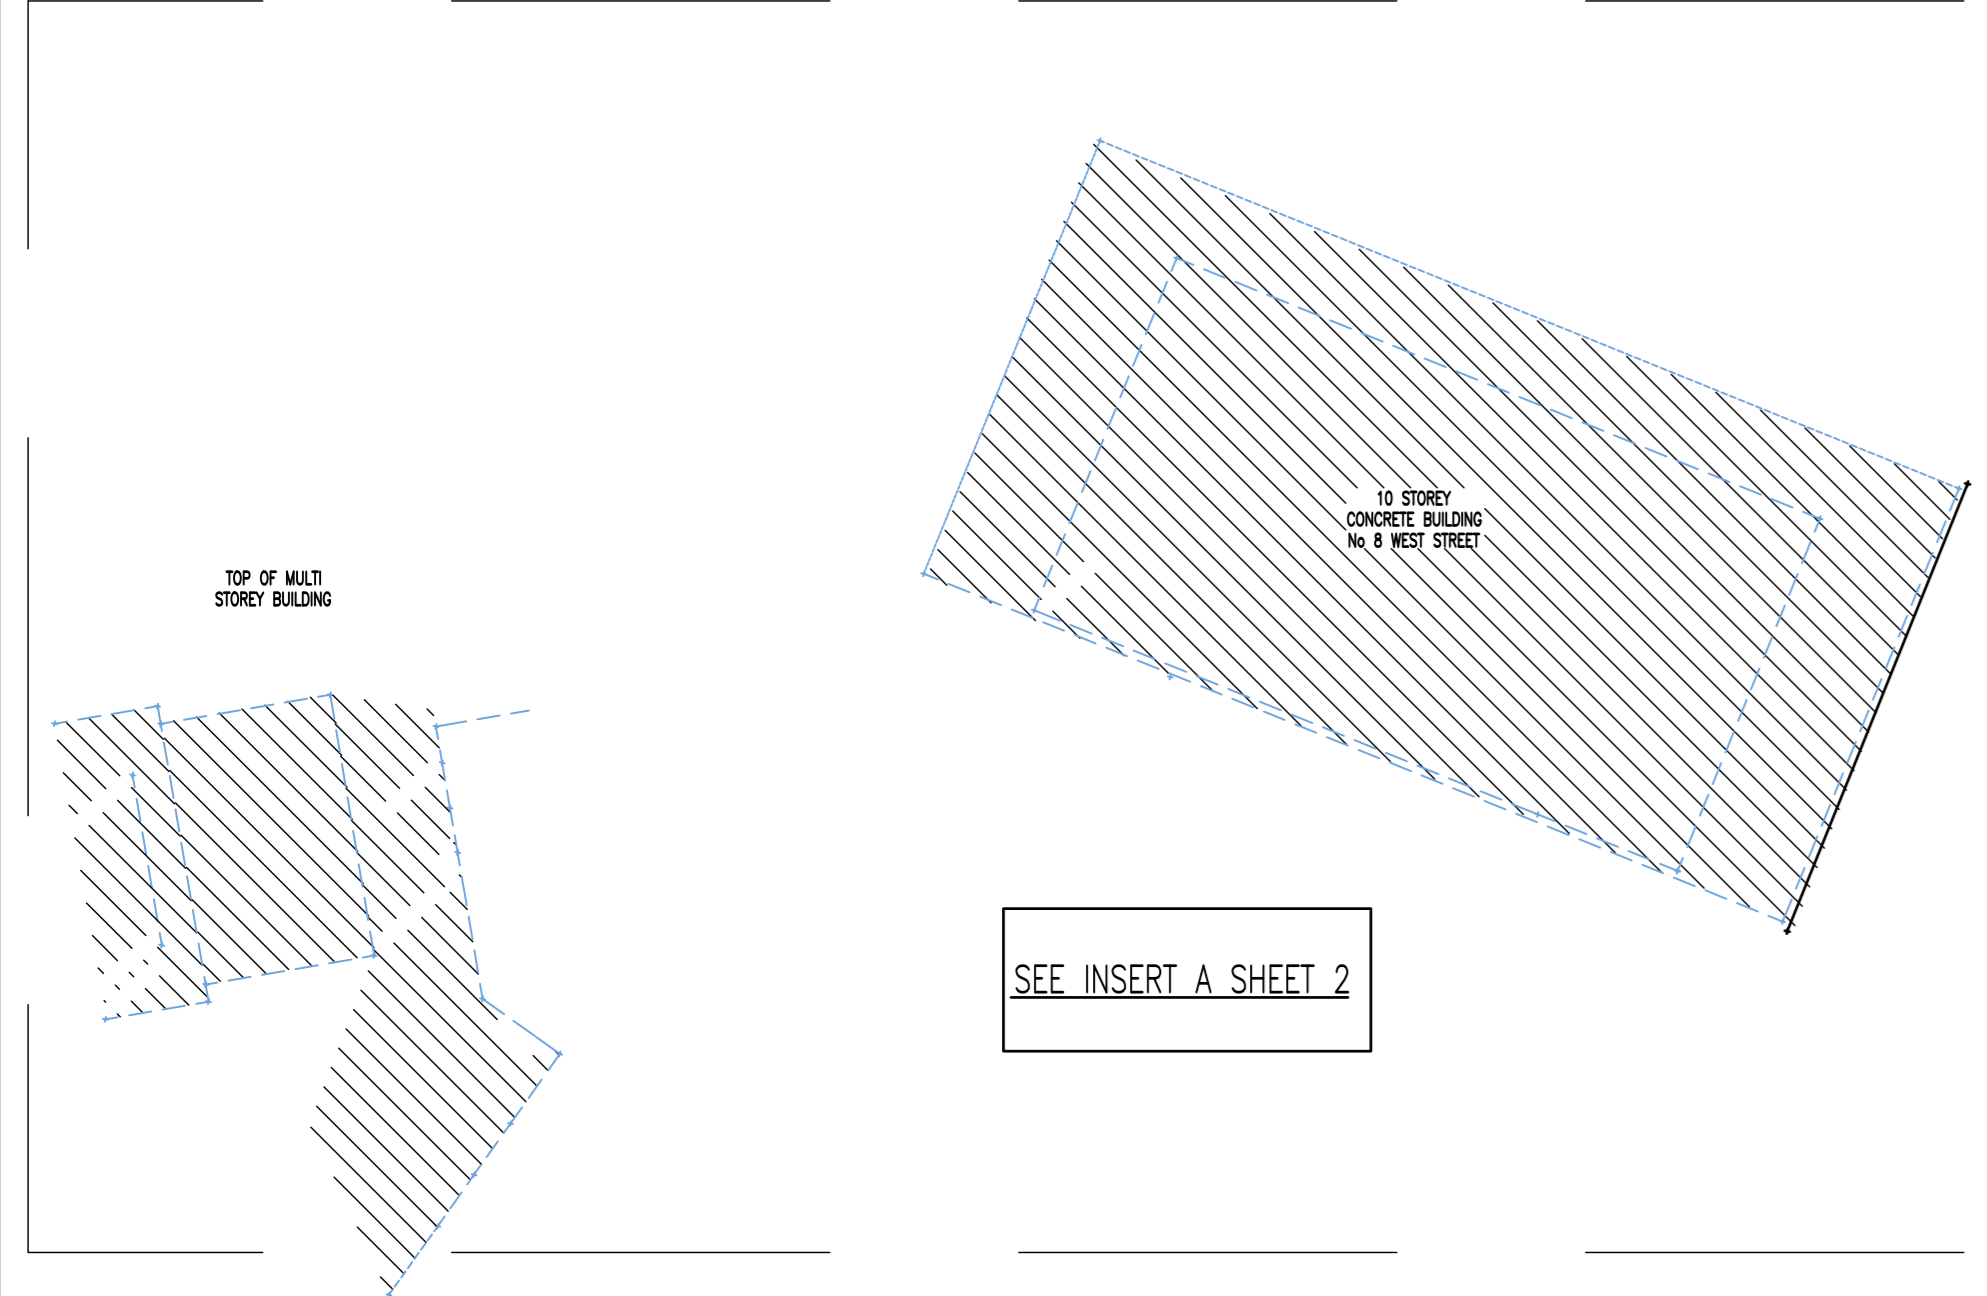 10 STOREY
CONCRETE BUILDING
No 8 WEST STREET
TOP OF MULTI
STOREY BUILDING
SEE INSERT A SHEET 2